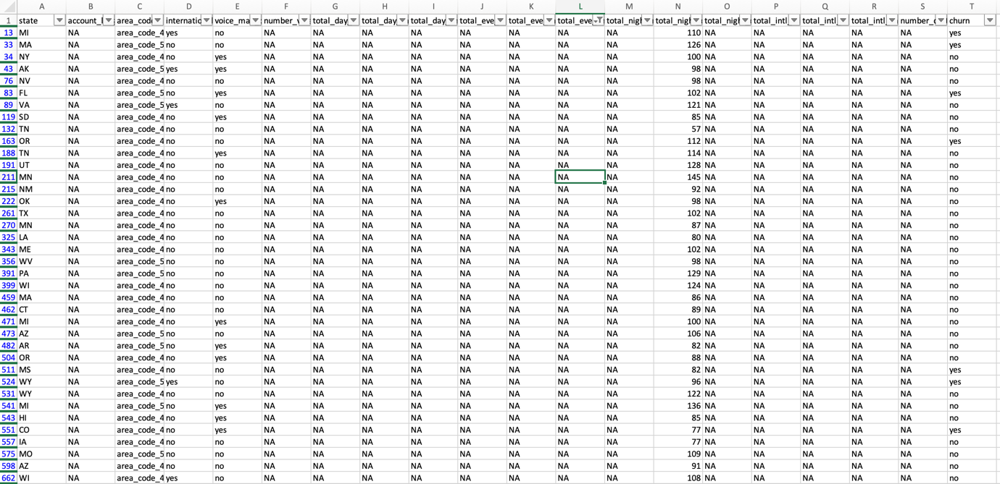 A B C D E F G H I J K L M N O P Q R S T
1 state account_l area_code internatic voice_ma number_v total_day total_day total_day total_eve total_eve total_eve total_nigh total_nigh total_nigh total_intl_ total_intl_ total_intl_ number_c churn
13 MI NA area_code_4 yes no NA NA NA NA NA NA NA NA 110 NA NA NA NA NA yes
33 MA NA area_code_5 no no NA NA NA NA NA NA NA NA 126 NA NA NA NA NA yes
34 NY NA area_code_4 no yes NA NA NA NA NA NA NA NA 100 NA NA NA NA NA no
43 AK NA area_code_5 yes yes NA NA NA NA NA NA NA NA 98 NA NA NA NA NA no
76 NV NA area_code_4 no no NA NA NA NA NA NA NA NA 98 NA NA NA NA NA no
83 FL NA area_code_5 no yes NA NA NA NA NA NA NA NA 102 NA NA NA NA NA yes
89 VA NA area_code_5 yes no NA NA NA NA NA NA NA NA 121 NA NA NA NA NA no
119 SD NA area_code_4 no yes NA NA NA NA NA NA NA NA 85 NA NA NA NA NA no
132 TN NA area_code_4 no no NA NA NA NA NA NA NA NA 57 NA NA NA NA NA no
163 OR NA area_code_4 no no NA NA NA NA NA NA NA NA 112 NA NA NA NA NA yes
188 TN NA area_code_4 no yes NA NA NA NA NA NA NA NA 114 NA NA NA NA NA no
191 UT NA area_code_4 no no NA NA NA NA NA NA NA NA 128 NA NA NA NA NA no
211 MN NA area_code_4 no no NA NA NA NA NA NA NA NA 145 NA NA NA NA NA no
215 NM NA area_code_4 no no NA NA NA NA NA NA NA NA 92 NA NA NA NA NA no
222 OK NA area_code_4 no yes NA NA NA NA NA NA NA NA 98 NA NA NA NA NA no
261 TX NA area_code_4 no no NA NA NA NA NA NA NA NA 102 NA NA NA NA NA no
270 MN NA area_code_4 no no NA NA NA NA NA NA NA NA 87 NA NA NA NA NA no
325 LA NA area_code_4 no no NA NA NA NA NA NA NA NA 80 NA NA NA NA NA no
343 ME NA area_code_4 no no NA NA NA NA NA NA NA NA 102 NA NA NA NA NA no
356 WV NA area_code_5 no no NA NA NA NA NA NA NA NA 98 NA NA NA NA NA no
391 PA NA area_code_5 no no NA NA NA NA NA NA NA NA 129 NA NA NA NA NA no
399 WI NA area_code_4 no no NA NA NA NA NA NA NA NA 124 NA NA NA NA NA no
459 MA NA area_code_4 no no NA NA NA NA NA NA NA NA 86 NA NA NA NA NA no
462 CT NA area_code_4 no no NA NA NA NA NA NA NA NA 89 NA NA NA NA NA no
471 MI NA area_code_4 no yes NA NA NA NA NA NA NA NA 100 NA NA NA NA NA no
473 AZ NA area_code_5 no no NA NA NA NA NA NA NA NA 106 NA NA NA NA NA no
482 AR NA area_code_5 no yes NA NA NA NA NA NA NA NA 82 NA NA NA NA NA no
504 OR NA area_code_4 no yes NA NA NA NA NA NA NA NA 88 NA NA NA NA NA no
511 MS NA area_code_4 no no NA NA NA NA NA NA NA NA 82 NA NA NA NA NA yes
524 WY NA area_code_5 yes no NA NA NA NA NA NA NA NA 96 NA NA NA NA NA yes
531 WY NA area_code_4 no no NA NA NA NA NA NA NA NA 122 NA NA NA NA NA no
541 MI NA area_code_5 no yes NA NA NA NA NA NA NA NA 136 NA NA NA NA NA no
543 HI NA area_code_4 no yes NA NA NA NA NA NA NA NA 85 NA NA NA NA NA no
551 CO NA area_code_4 no yes NA NA NA NA NA NA NA NA 77 NA NA NA NA NA yes
557 IA NA area_code_4 no no NA NA NA NA NA NA NA NA 77 NA NA NA NA NA no
575 MO NA area_code_5 no no NA NA NA NA NA NA NA NA 109 NA NA NA NA NA no
598 AZ NA area_code_4 no no NA NA NA NA NA NA NA NA 91 NA NA NA NA NA no
662 WI NA area_code_4 yes no NA NA NA NA NA NA NA NA 108 NA NA NA NA NA no